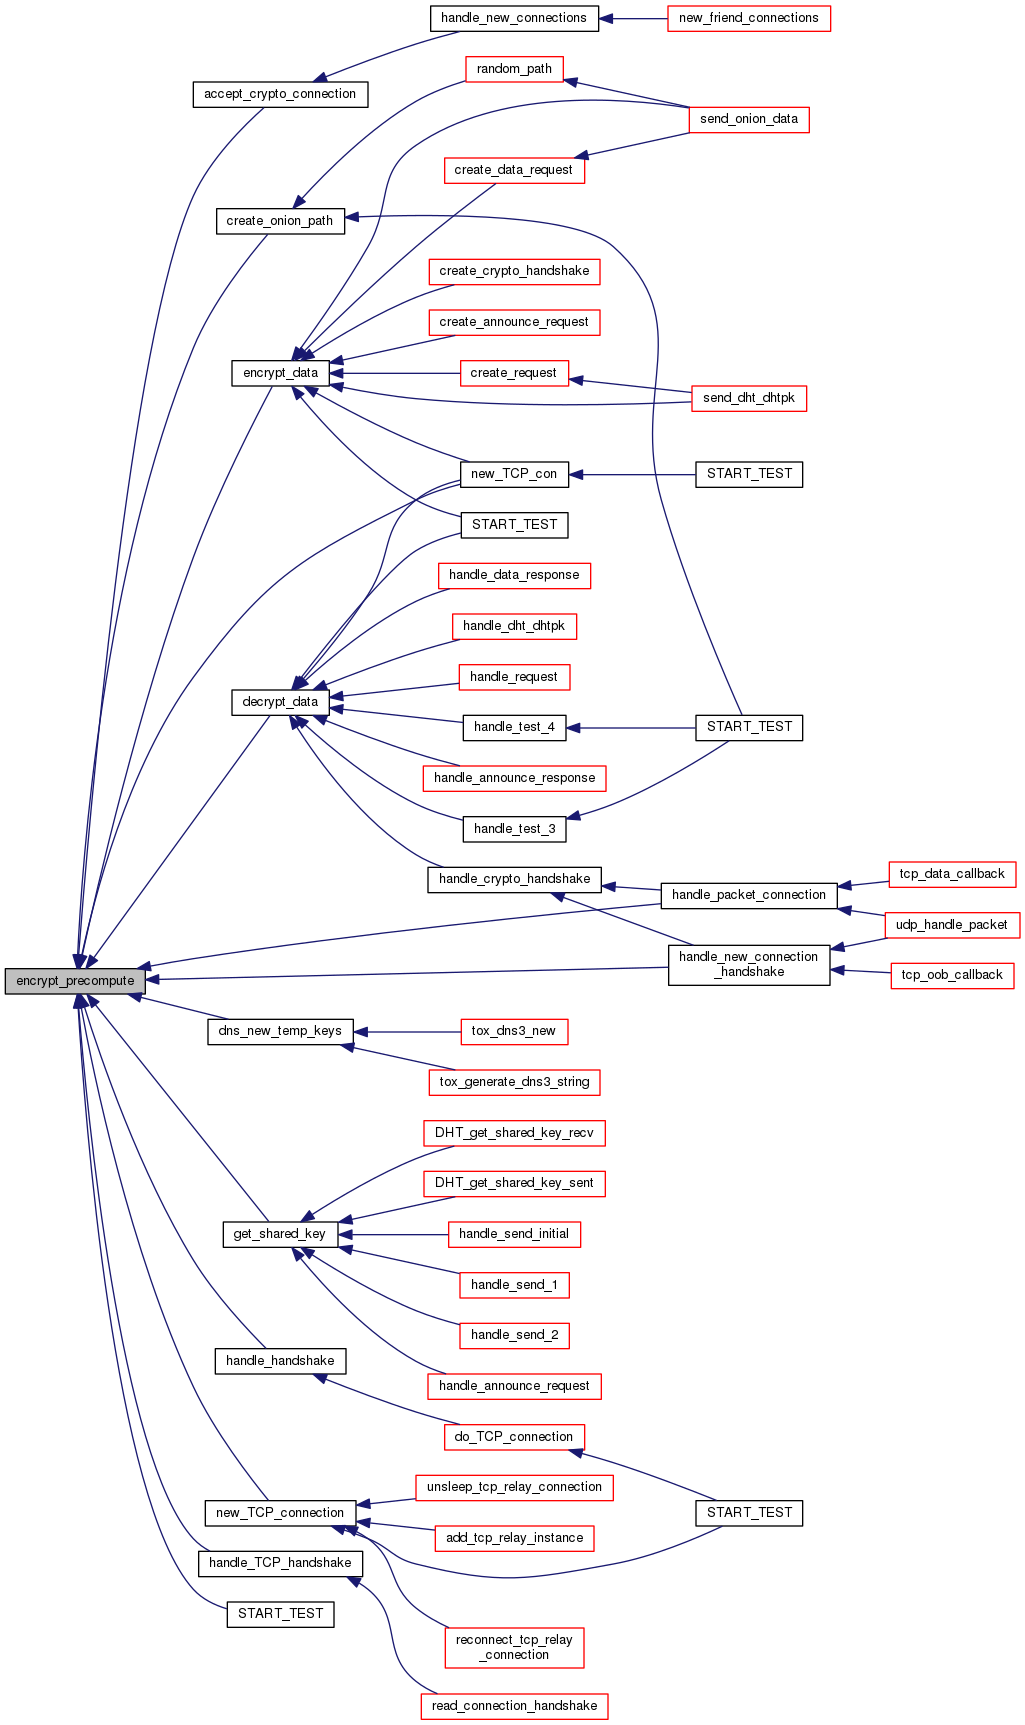 handle_new_connections
new_friend_connections
random_path
accept_crypto_connection
send_onion_data
create_data_request
create_onion_path
create_crypto_handshake
create_announce_request
encrypt_data
create_request
send_dht_dhtpk
new_TCP_con
START_TEST
START_TEST
handle_data_response
handle_dht_dhtpk
handle_request
decrypt_data
handle_test_4
START_TEST
handle_announce_response
handle_test_3
handle_crypto_handshake
tcp_data_callback
handle_packet_connection
udp_handle_packet
handle_new_connection
_handshake
tcp_oob_callback
encrypt_precompute
dns_new_temp_keys
tox_dns3_new
tox_generate_dns3_string
DHT_get_shared_key_recv
DHT_get_shared_key_sent
get_shared_key
handle_send_initial
handle_send_1
handle_send_2
handle_handshake
handle_announce_request
do_TCP_connection
unsleep_tcp_relay_connection
new_TCP_connection
START_TEST
add_tcp_relay_instance
handle_TCP_handshake
START_TEST
reconnect_tcp_relay
_connection
read_connection_handshake